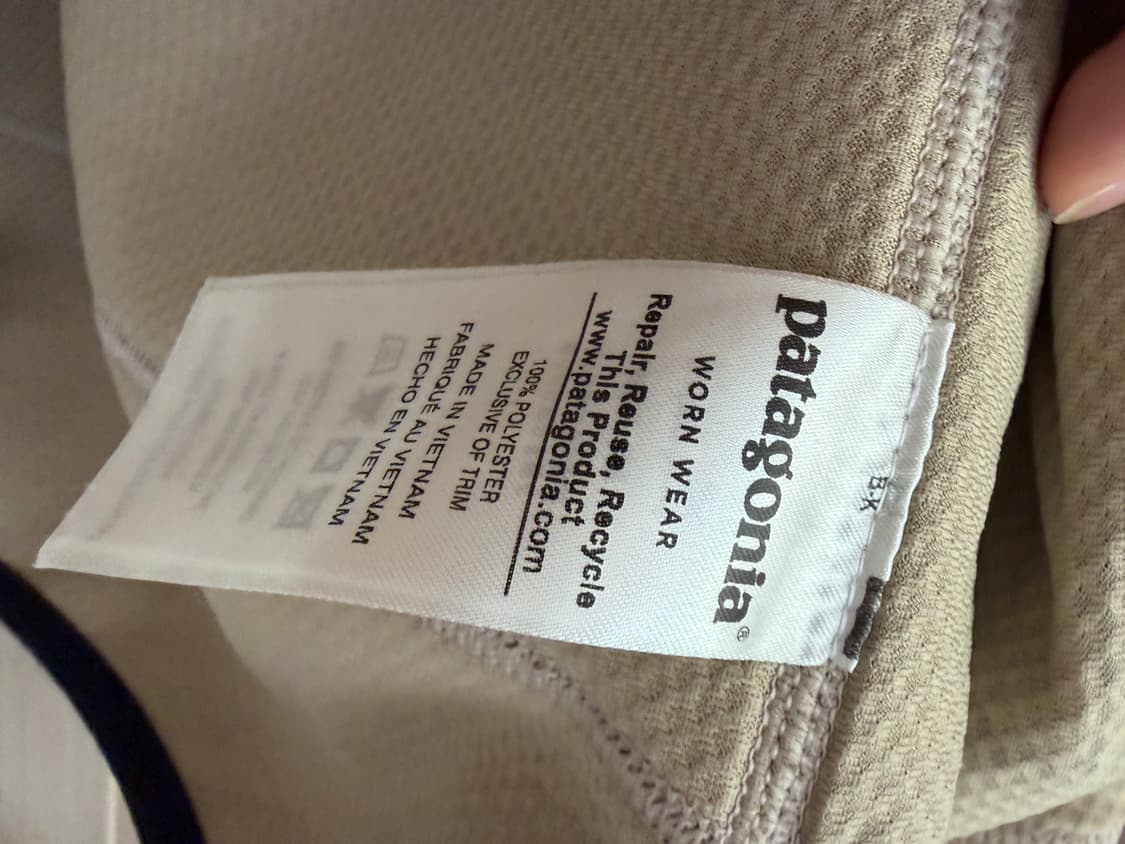 B-K
patagonia®
WORN WEAR
Repair, Reuse, Recycle
This Product
www.patagonia.com
100% POLYESTER
EXCLUSIVE OF TRIM
MADE IN VIETNAM
FABRIQUÉ AU VIETNAM
HECHO EN VIETNAM